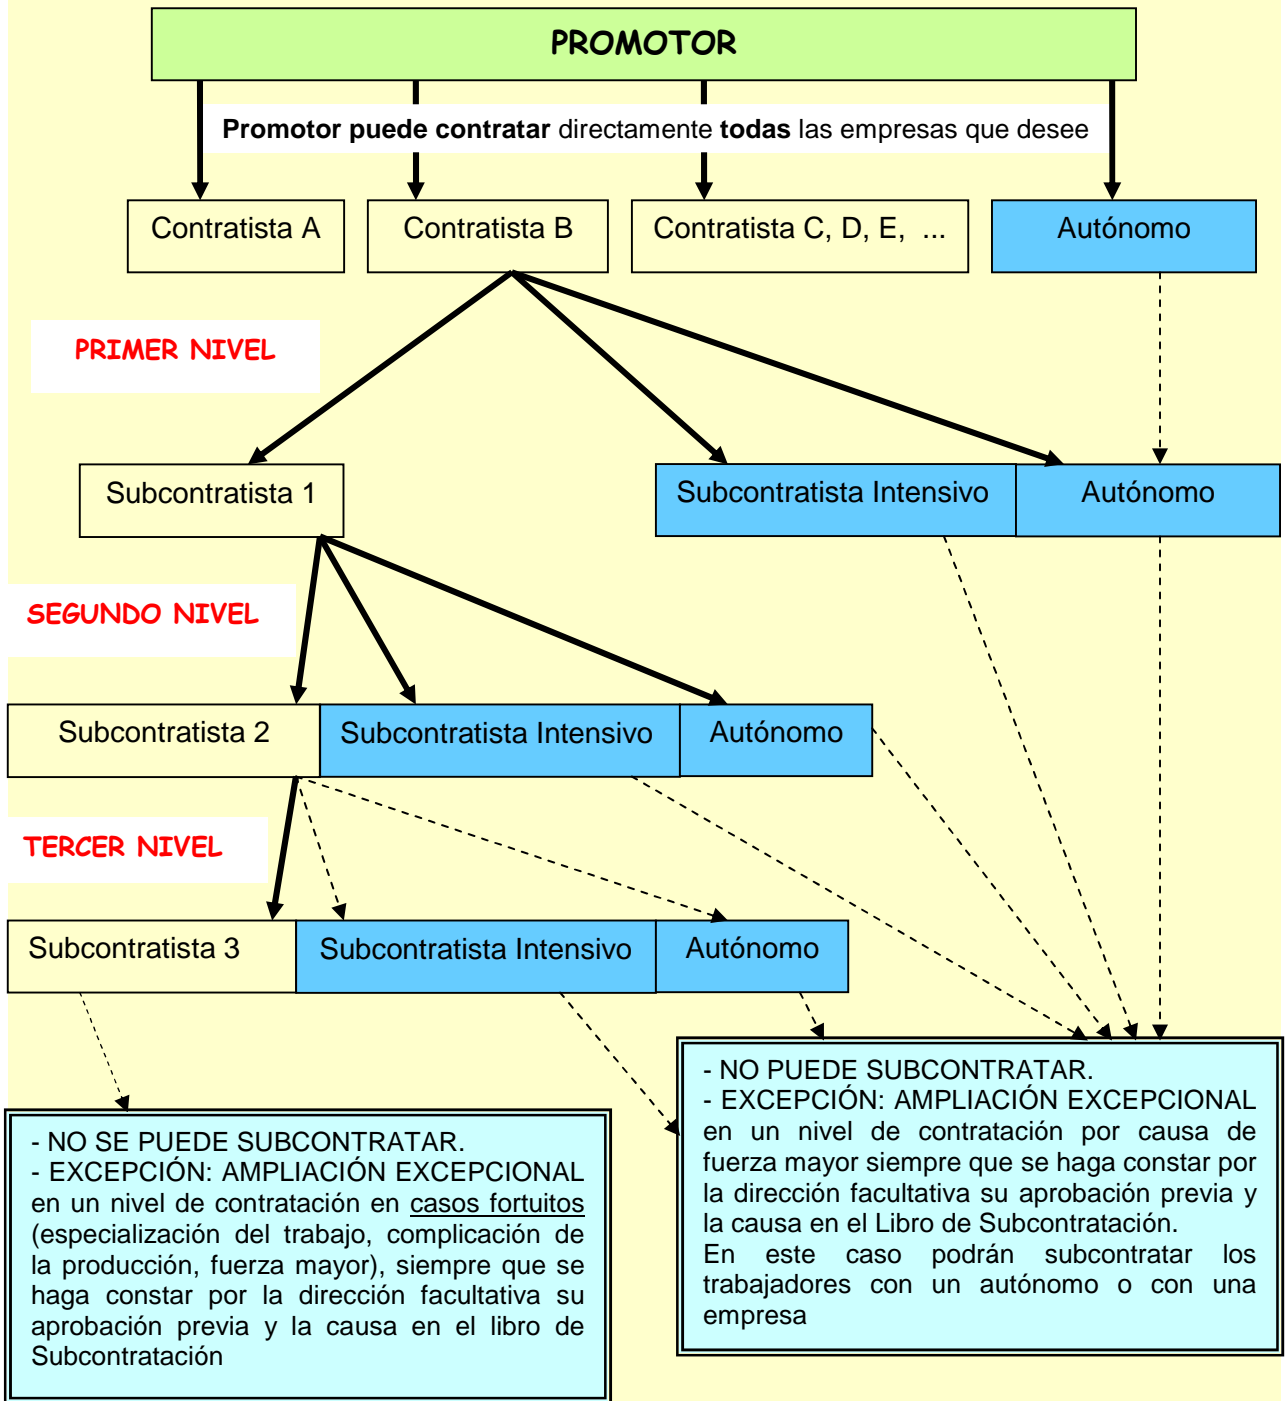 PROMOTOR
Promotor puede contratar directamente todas las empresas que desee
Contratista A
Contratista B
Contratista C, D, E, ...
Autónomo
PRIMER NIVEL
Subcontratista 1
Subcontratista Intensivo
Autónomo
SEGUNDO NIVEL
Subcontratista 2
Subcontratista Intensivo
Autónomo
TERCER NIVEL
Subcontratista 3
Subcontratista Intensivo
Autónomo
- NO SE PUEDE SUBCONTRATAR.
- EXCEPCIÓN: AMPLIACIÓN EXCEPCIONAL
en un nivel de contratación en casos fortuitos
(especialización del trabajo, complicación de
la producción, fuerza mayor), siempre que se
haga constar por la dirección facultativa su
aprobación previa y la causa en el libro de
Subcontratación
- NO PUEDE SUBCONTRATAR.
- EXCEPCIÓN: AMPLIACIÓN EXCEPCIONAL
en un nivel de contratación por causa de
fuerza mayor siempre que se haga constar por
la dirección facultativa su aprobación previa y
la causa en el Libro de Subcontratación.
En este caso podrán subcontratar los
trabajadores con un autónomo o con una
empresa